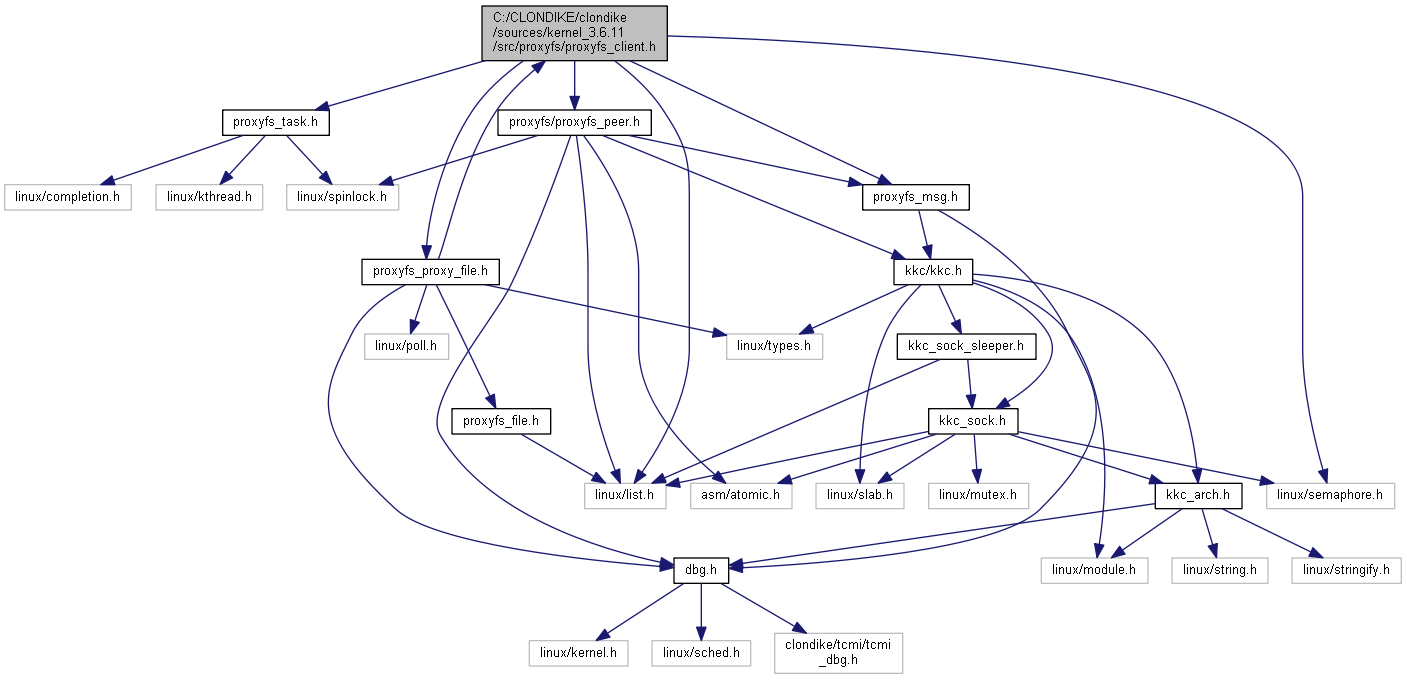 C:/CLONDIKE/clondike
/sources/kernel_3.6.11
/src/proxyfs/proxyfs_client.h
proxyfs_task.h
proxyfs/proxyfs_peer.h
linux/completion.h
linux/kthread.h
linux/spinlock.h
proxyfs_msg.h
proxyfs_proxy_file.h
kkc/kkc.h
linux/poll.h
linux/types.h
kkc_sock_sleeper.h
proxyfs_file.h
kkc_sock.h
linux/list.h
asm/atomic.h
linux/slab.h
linux/mutex.h
kkc_arch.h
linux/semaphore.h
dbg.h
linux/module.h
linux/string.h
linux/stringify.h
linux/kernel.h
linux/sched.h
clondike/tcmi/tcmi
_dbg.h